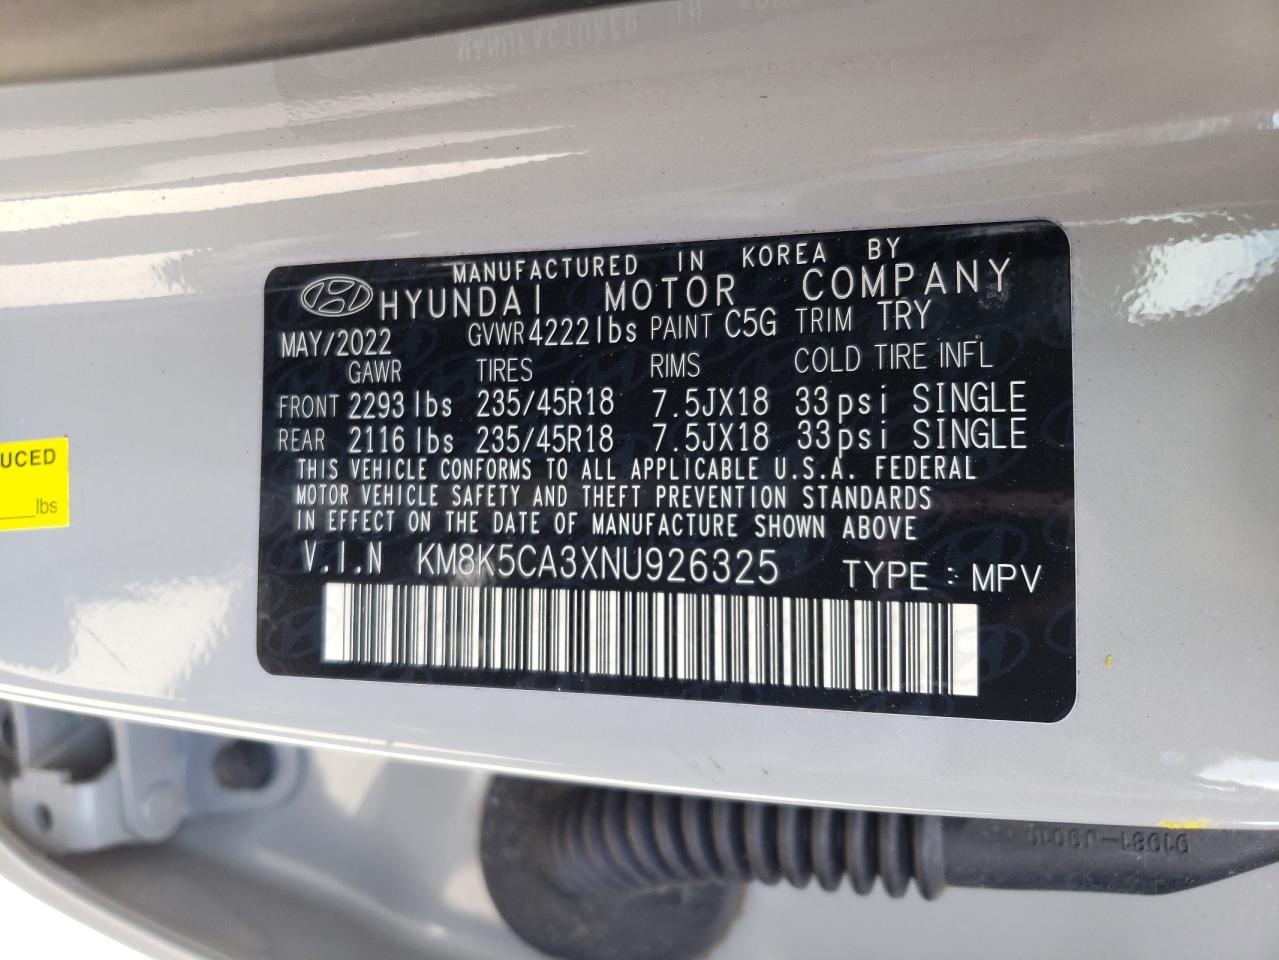 MANUFACTURED IN KOREA BY
HYUNDAI MOTOR COMPANY
MAY/2022 GVWR 4222 lbs PAINT C5G TRIM TRY
GAWR TIRES RIMS COLD TIRE INFL
FRONT 2293 lbs 235/45R18 7.5JX18 33psi SINGLE
REAR 2116 lbs 235/45R18 7.5JX18 33psi SINGLE
THIS VEHICLE CONFORMS TO ALL APPLICABLE U.S.A. FEDERAL
MOTOR VEHICLE SAFETY AND THEFT PREVENTION STANDARDS
IN EFFECT ON THE DATE OF MANUFACTURE SHOWN ABOVE
V.I.N KM8K5CA3XNU926325 TYPE : MPV
UCED
lbs